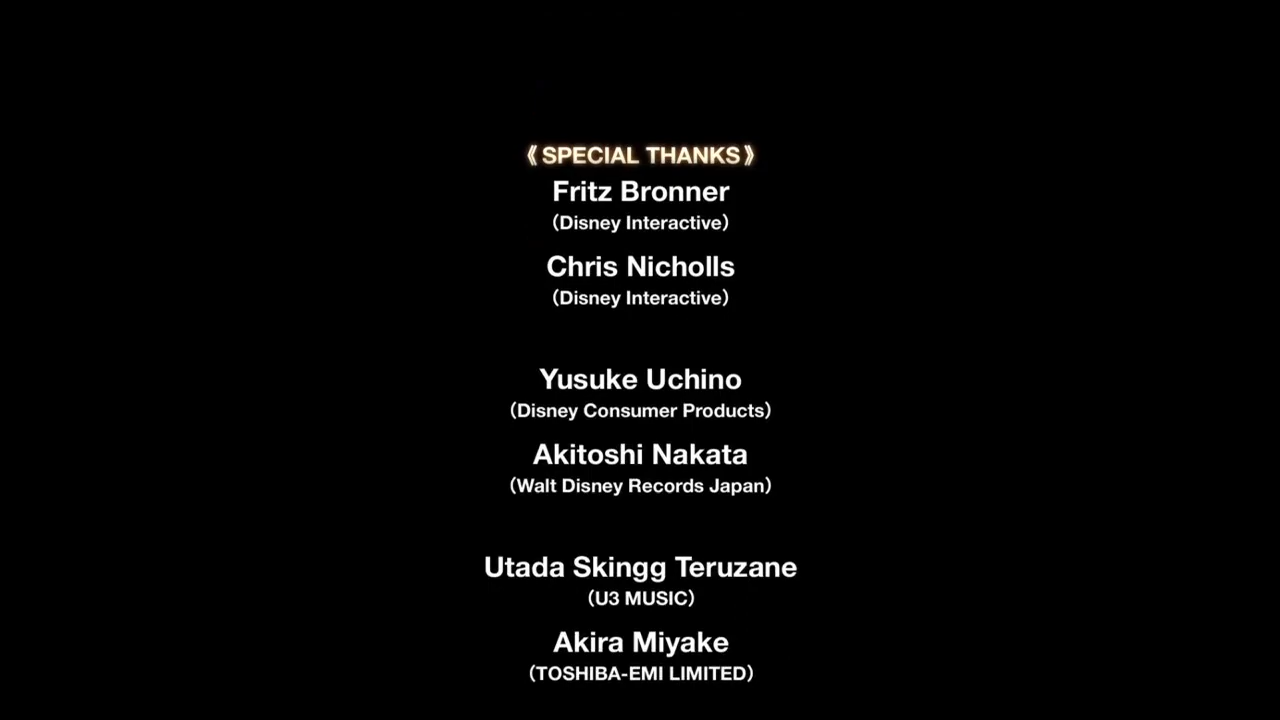 《SPECIAL THANKS》
Fritz Bronner
(Disney Interactive)
Chris Nicholls
(Disney Interactive)
Yusuke Uchino
(Disney Consumer Products)
Akitoshi Nakata
(Walt Disney Records Japan)
Utada Skingg Teruzane
(U3 MUSIC)
Akira Miyake
(TOSHIBA-EMI LIMITED)